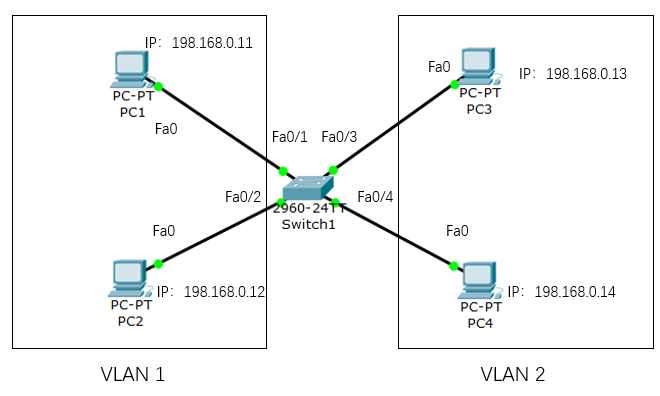 IP: 198.168.0.11
PC-PT
PC1
Fa0
Fa0/1
Fa0/3
Fa0
IP: 198.168.0.13
PC-PT
PC3
Fa0/2
Fa0/4
2960-24TT
Switch1
Fa0
IP: 198.168.0.12
PC-PT
PC2
Fa0
IP: 198.168.0.14
PC-PT
PC4
VLAN 1
VLAN 2